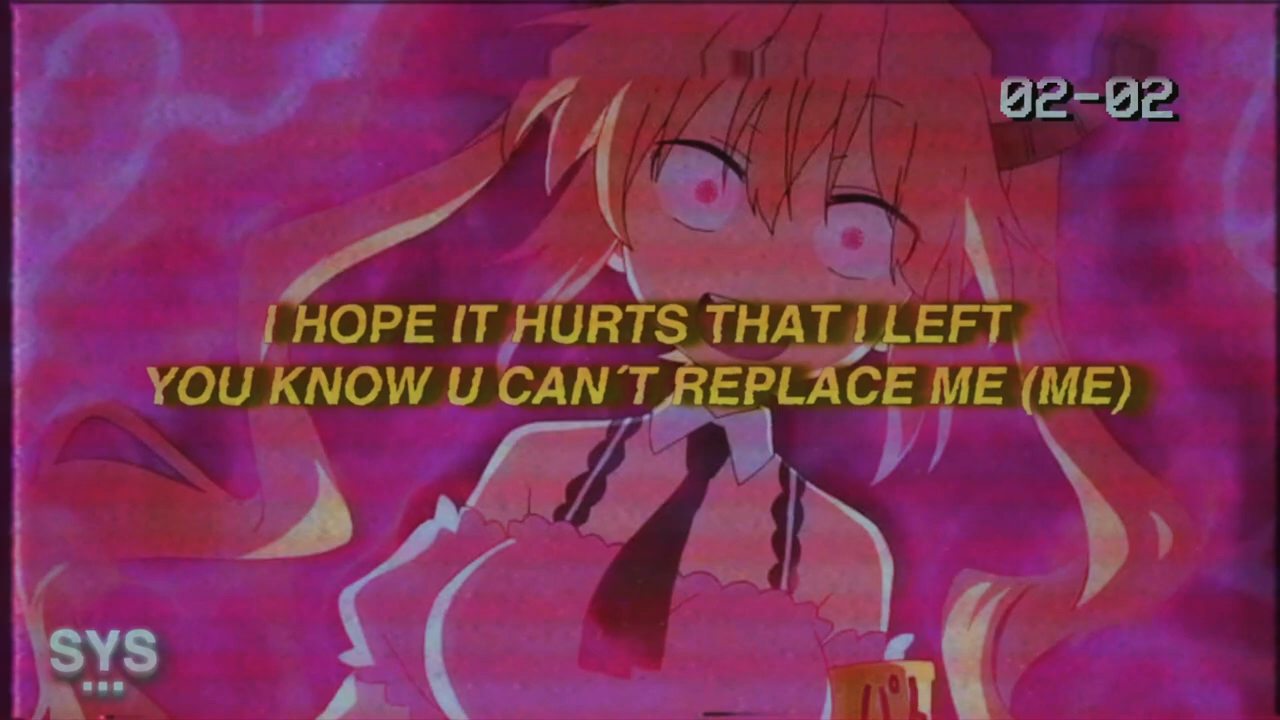 02-02
I HOPE IT HURTS THAT I LEFT
YOU KNOW U CAN´T REPLACE ME (ME)
SYS